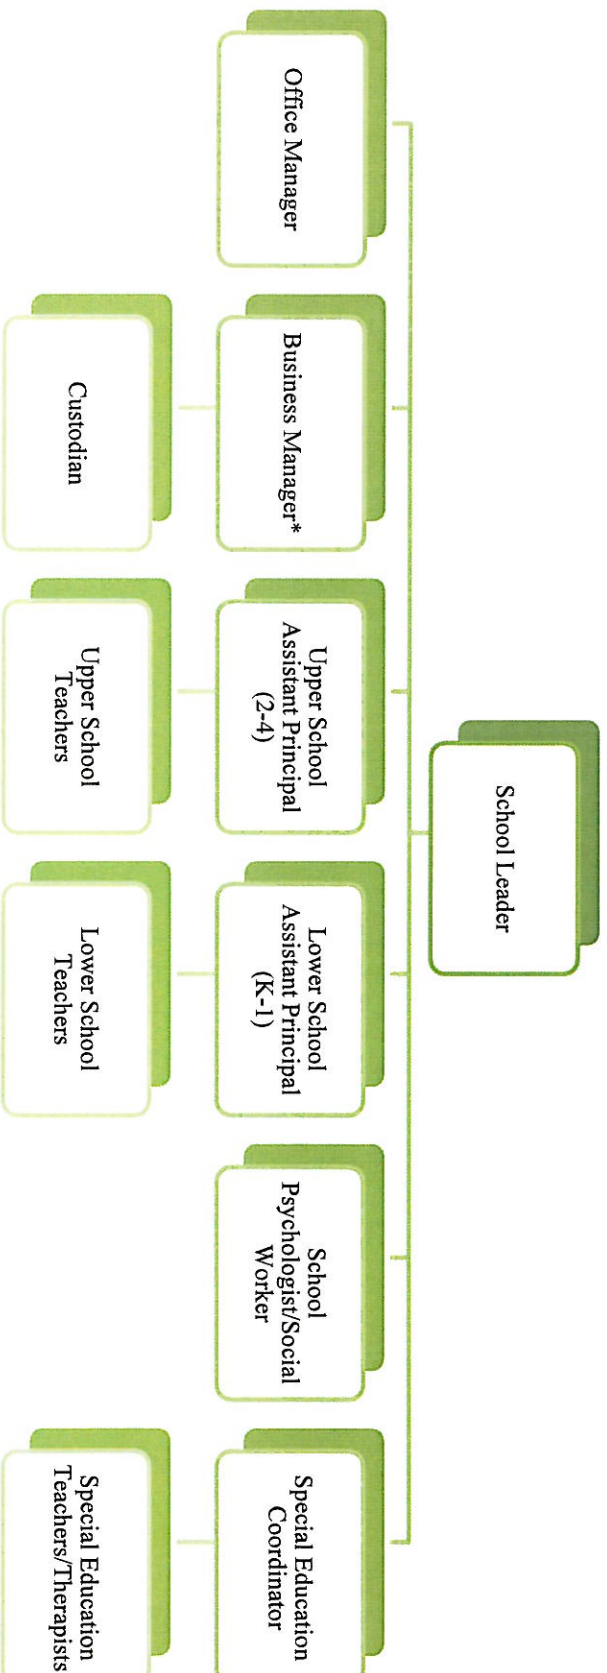 School Leader
Office Manager
Business Manager*
Upper School
Assistant Principal
(2-4)
Lower School
Assistant Principal
(K-1)
School
Psychologist/Social
Worker
Special Education
Coordinator
Custodian
Upper School
Teachers
Lower School
Teachers
Special Education
Teachers/Therapists